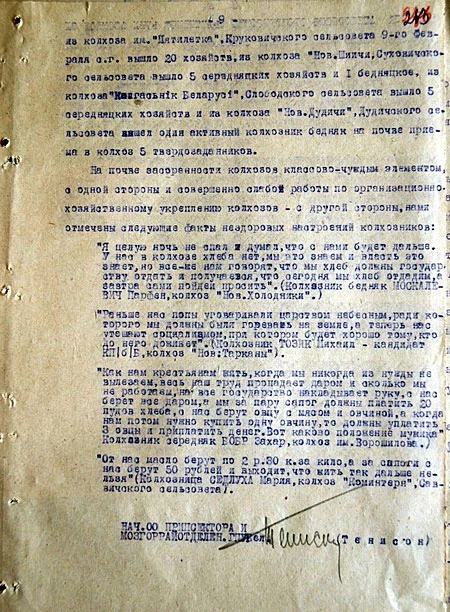 - 9 -
из колхоза им."Пятилетка", Круковичского сельсовета 9-го фев-
раля с.г. вышло 20 хозяйств, из колхоза "Нов.Шиичи, Суховичско-
го сельсовета вышло 5 середняцких хозяйств и I бедняцкое, из
колхоза Беларусі", Слободского сельсовета вышло 5
середняцких хозяйств и из колхоза "Нов.Дудичи", Дудичского се-
льсовета вышел один активный колхозник бедняк на почве прие-
ма в колхоз 5 твердозаданников.
На почве засоренности колхозов классово-чуждым элементом,
с одной стороны и совершенно слабой работы по организационно-
хозяйственному укреплению колхозов - с другой стороны, нами
отмечены следующие факты нездоровых настроений колхозников:
"Я целую ночь не спал и думал, что с нами будет дальше.
У нас в колхозе хлеба нет, мы это знаем и власть это
знает, но все-же нам говорят, что мы хлеб должны государ-
ству отдать и получается, что сегодня мы хлеб отдадим, а
завтра сами пойдем просить". (Колхозник бедняк МОСКАЛЕ-
ВИЧ Парфен, колхоз "Нов.Холодники".)
"Раньше нас попы уговаривали царством небесным, ради ко-
торого мы должны были горевать на земле, а теперь нас
утешают социализмом, при котором будет хорошо тому, кто
до него доживет". (Колхозник ТОЗИК Михаил - кандидат
КП(б)Б, колхоз "Нов:Тарканы").
"Как нам крестьянам жить, когда мы никогда из нужды не
вылезаем, весь наш труд пропадает даром и сколько мы
не работаем, на все государство накладывает руку, с нас
берут все даром, а мы за пару сапог должны платить 20
пудов хлеба, с нас берут овцу с мясом и овчиной, а когда
нам потом нужно купить одну овчину, то должны уплатить
3 овцы и приплатить денег. Вот каково положение мужика"
Колхозник середняк БОБР Захар, колхоз им.Ворошилова.)
"От нас масло берут по 2 р.30 к. за кило, а за сапоги с
нас берут 50 рублей и выходит, что жить так дальше не-
льзя" (Колхозница СЕДЛУХА Мария, колхоз "Коминтерн", Сав-
вичского сельсовета).
НАЧ.ОО ПРИПСЕКТОРА И
МОЗГОРРАЙОТДЕЛЕН. (Тенисон)